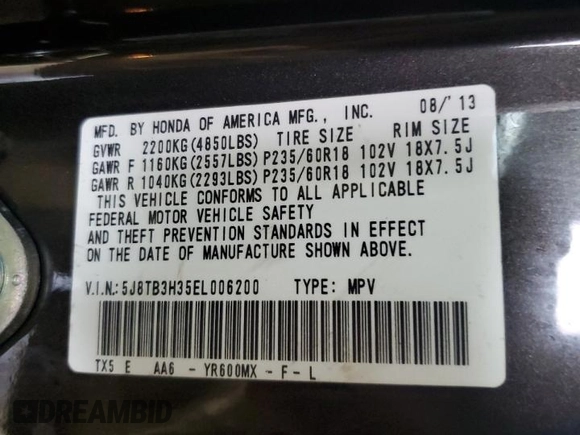 MFD. BY HONDA OF AMERICA MFG., INC. 08/'13
GVWR 2200KG(4850LBS) TIRE SIZE RIM SIZE
GAWR F 1160KG(2557LBS) P235/60R18 102V 18X7.5J
GAWR R 1040KG(2293LBS) P235/60R18 102V 18X7.5J
THIS VEHICLE CONFORMS TO ALL APPLICABLE
FEDERAL MOTOR VEHICLE SAFETY
AND THEFT PREVENTION STANDARDS IN EFFECT
ON THE DATE OF MANUFACTURE SHOWN ABOVE.
V.I.N.:5J8TB3H35EL006200 TYPE: MPV
TX5 E AA6 - YR600MX - F - L
DREAMBID